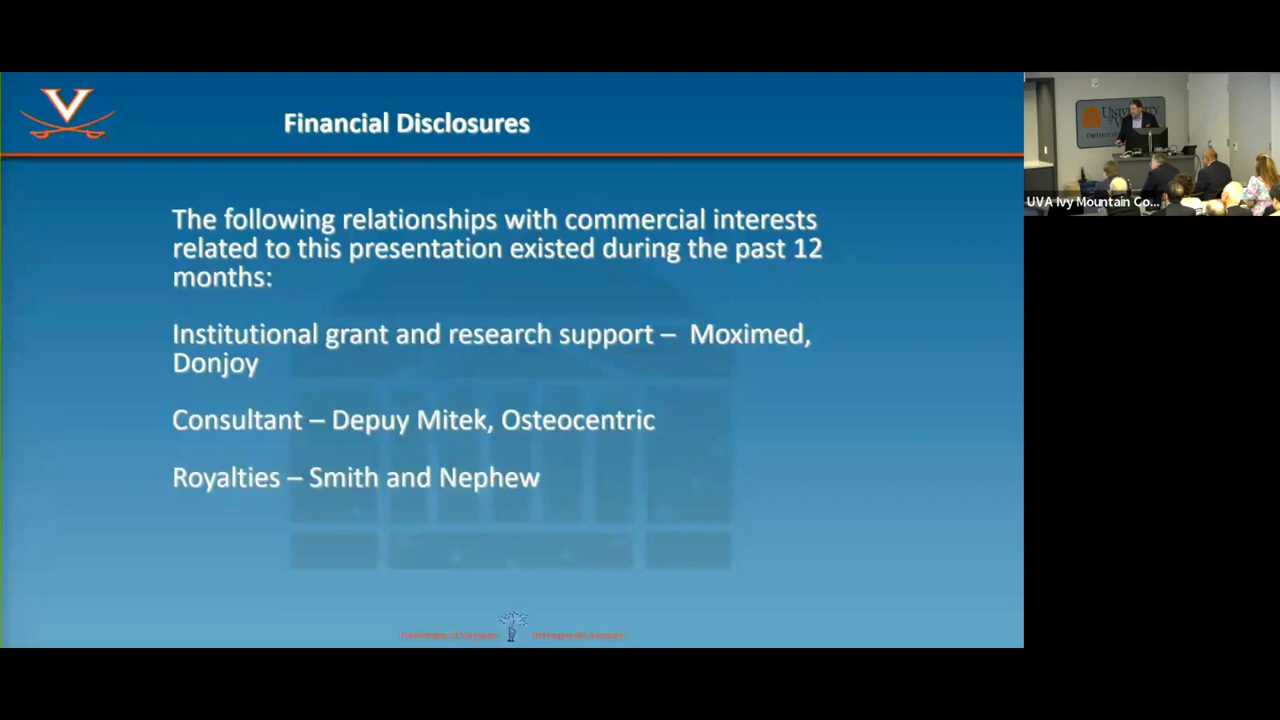 Financial Disclosures
The following relationships with commercial interests
related to this presentation existed during the past 12
months:
Institutional grant and research support – Moximed,
Donjoy
Consultant – Depuy Mitek, Osteocentric
Royalties – Smith and Nephew
UVA Ivy Mountain Co...